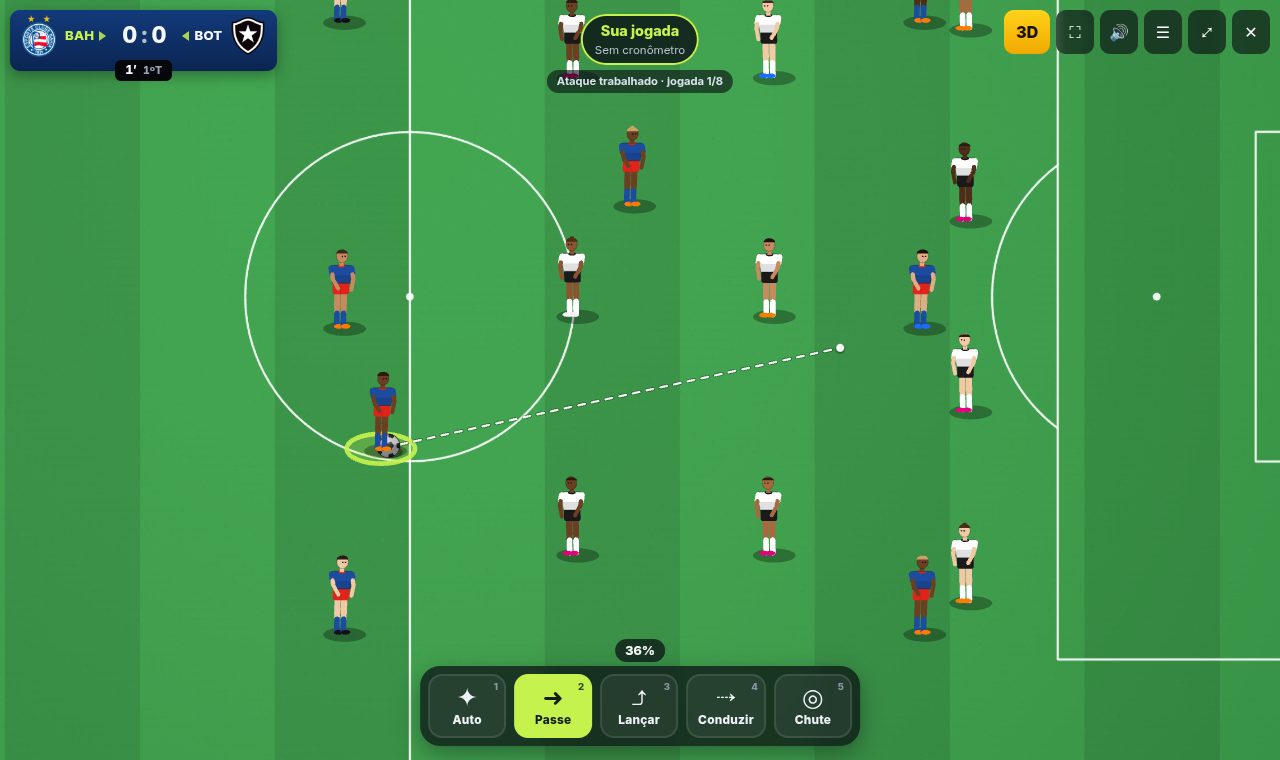 BAH 0:0 BOT
1' 1ºT
Sua jogada
Sem cronômetro
Ataque trabalhado · jogada 1/8
3D
36%
1 2 3 4 5
Auto Passe Lançar Conduzir Chute